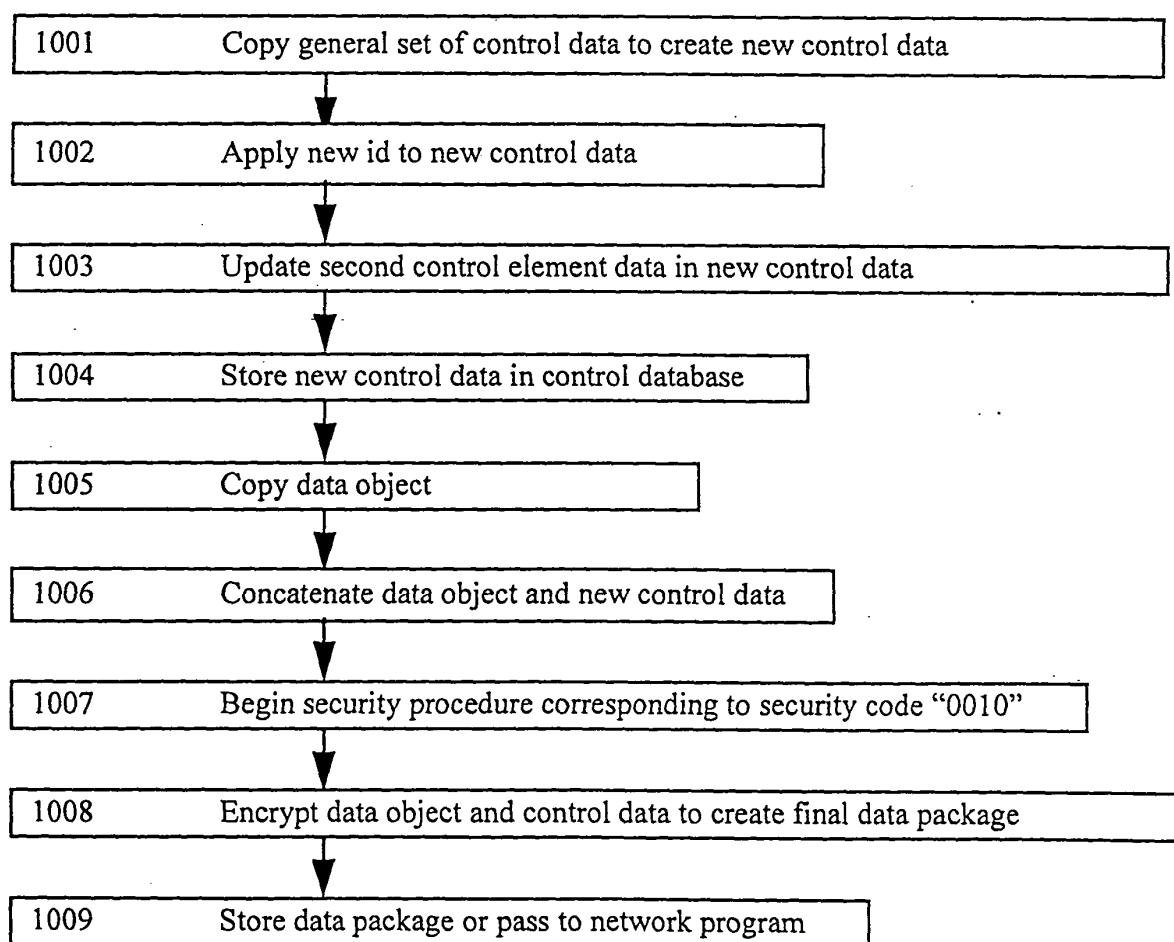 1001 Copy general set of control data to create new control data
1002 Apply new id to new control data
1003 Update second control element data in new control data
1004 Store new control data in control database
1005 Copy data object
1006 Concatenate data object and new control data
1007 Begin security procedure corresponding to security code “0010”
1008 Encrypt data object and control data to create final data package
1009 Store data package or pass to network program